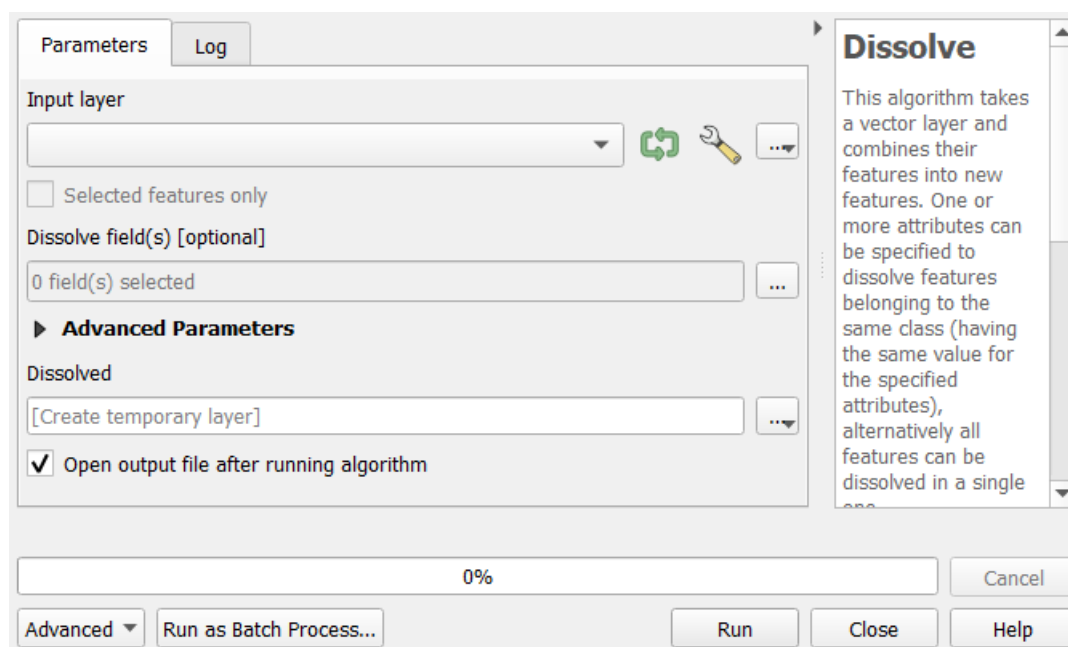 Parameters
Log
Input layer
...
Selected features only
Dissolve field(s) [optional]
0 field(s) selected
...
Advanced Parameters
Dissolved
[Create temporary layer]
...
Open output file after running algorithm
Dissolve
This algorithm takes
a vector layer and
combines their
features into new
features. One or
more attributes can
be specified to
dissolve features
belonging to the
same class (having
the same value for
the specified
attributes),
alternatively all
features can be
dissolved in a single
0%
Cancel
Advanced
Run as Batch Process...
Run
Close
Help